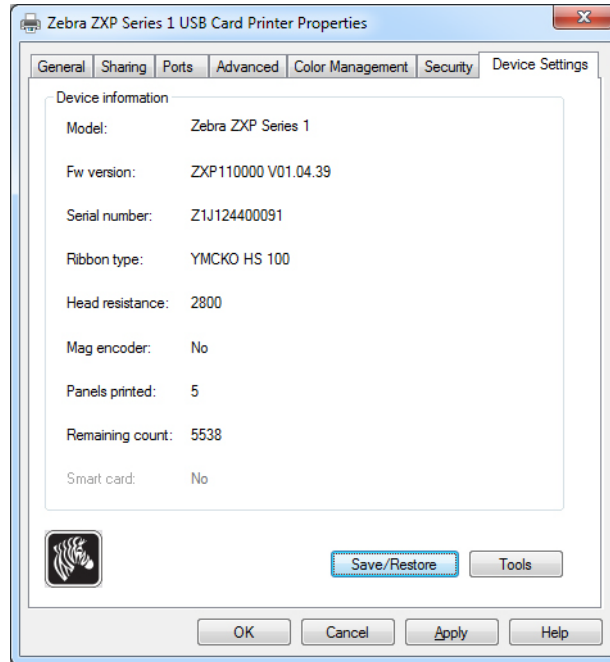 Zebra ZXP Series 1 USB Card Printer Properties
General Sharing Ports Advanced Color Management Security Device Settings
Device information
Model: Zebra ZXP Series 1
Fw version: ZXP110000 V01.04.39
Serial number: Z1J124400091
Ribbon type: YMCKO HS 100
Head resistance: 2800
Mag encoder: No
Panels printed: 5
Remaining count: 5538
Smart card: No
Save/Restore Tools
OK Cancel Apply Help